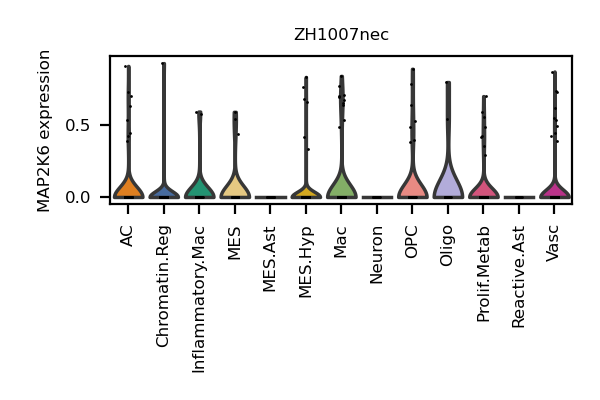 ZH1007nec
MAP2K6 expression
0.5
0.0
AC
Chromatin.Reg
Inflammatory.Mac
MES
MES.Ast
MES.Hyp
Mac
Neuron
OPC
Oligo
Prolif.Metab
Reactive.Ast
Vasc